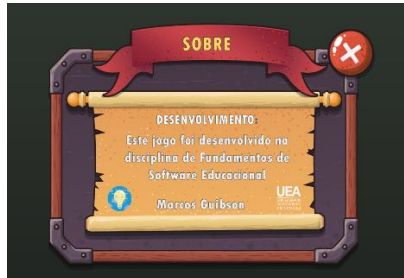 SOBRE
DESENVOLVIMENTO:
Este jogo foi desenvolvido na
disciplina de Fundamentos de
Software Educacional
Marcos Guibson
UEA